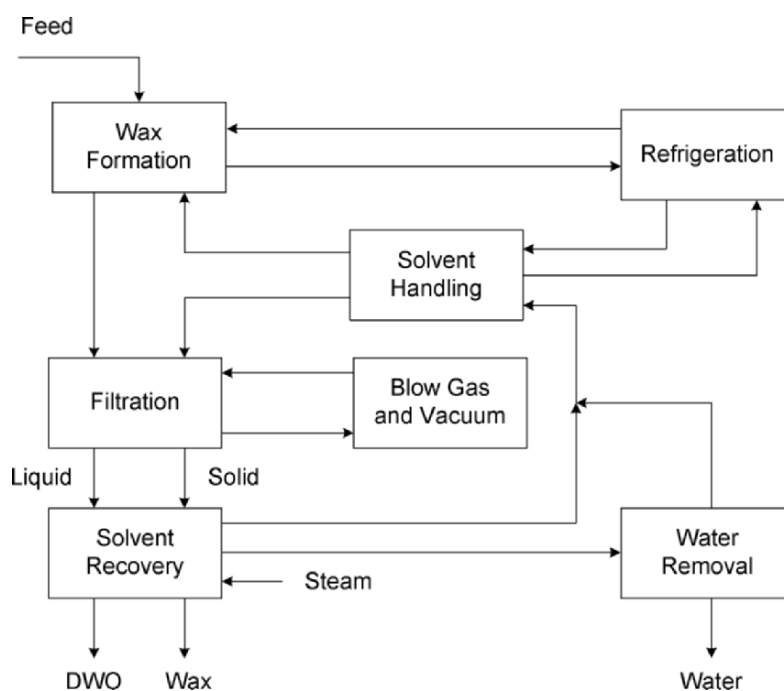 Feed
Wax
Formation
Refrigeration
Solvent
Handling
Filtration
Blow Gas
and Vacuum
Liquid
Solid
Solvent
Recovery
Steam
Water
Removal
DWO
Wax
Water